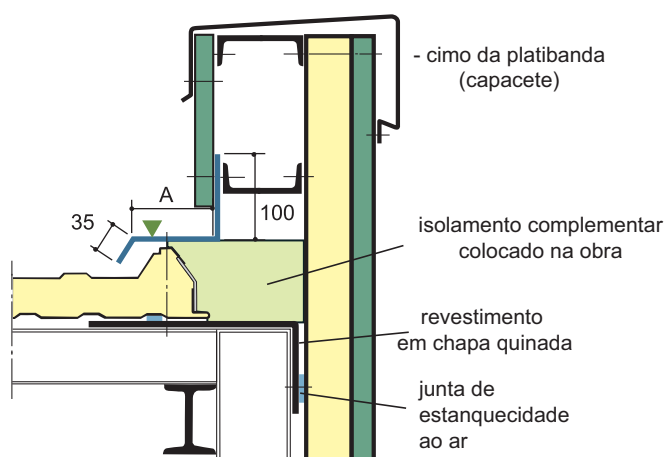 - cimo da platibanda
(capacete)
A
35
100
isolamento complementar
colocado na obra
revestimento
em chapa quinada
junta de
estanquecidade
ao ar